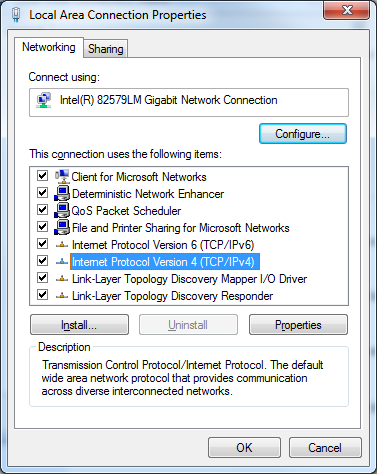 Local Area Connection Properties
Networking
Sharing
Connect using:
Intel(R) 82579LM Gigabit Network Connection
Configure...
This connection uses the following items:
Client for Microsoft Networks
Deterministic Network Enhancer
QoS Packet Scheduler
File and Printer Sharing for Microsoft Networks
Internet Protocol Version 6 (TCP/IPv6)
Internet Protocol Version 4 (TCP/IPv4)
Link-Layer Topology Discovery Mapper I/O Driver
Link-Layer Topology Discovery Responder
Install...
Uninstall
Properties
Description
Transmission Control Protocol/Internet Protocol. The default
wide area network protocol that provides communication
across diverse interconnected networks.
OK
Cancel